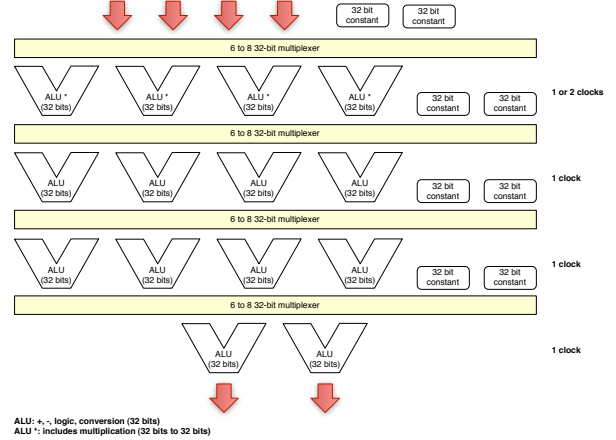 32 bit
constant
32 bit
constant
6 to 8 32-bit multiplexer
ALU *
(32 bits)
ALU *
(32 bits)
ALU *
(32 bits)
ALU *
(32 bits)
32 bit
constant
32 bit
constant
1 or 2 clocks
6 to 8 32-bit multiplexer
ALU
(32 bits)
ALU
(32 bits)
ALU
(32 bits)
ALU
(32 bits)
32 bit
constant
32 bit
constant
1 clock
6 to 8 32-bit multiplexer
ALU
(32 bits)
ALU
(32 bits)
ALU
(32 bits)
ALU
(32 bits)
32 bit
constant
32 bit
constant
1 clock
6 to 8 32-bit multiplexer
ALU
(32 bits)
ALU
(32 bits)
1 clock
ALU: +, -, logic, conversion (32 bits)
ALU *: includes multiplication (32 bits to 32 bits)